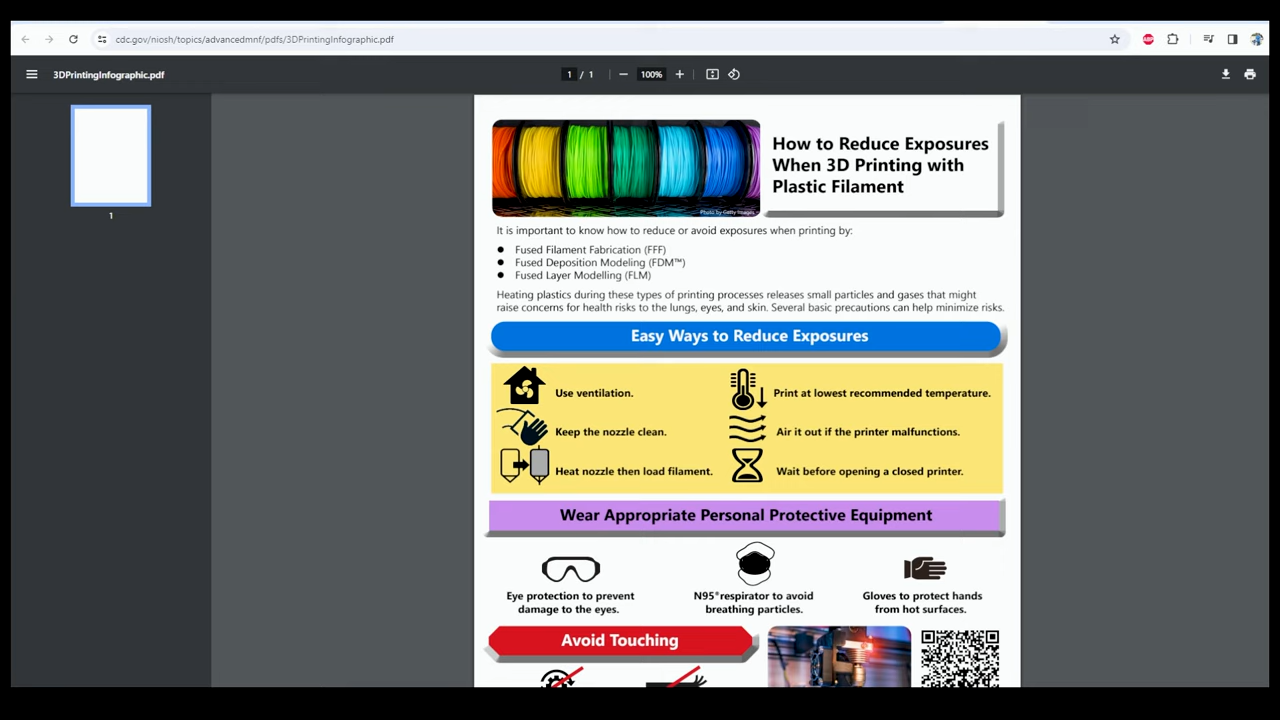 cdc.gov/niosh/topics/advancedmnf/pdfs/3DPrintingInfographic.pdf
ABP
3DPrintingInfographic.pdf
1 / 1
100%
1
Photo by Getty Images
How to Reduce Exposures
When 3D Printing with
Plastic Filament
It is important to know how to reduce or avoid exposures when printing by:
● Fused Filament Fabrication (FFF)
● Fused Deposition Modeling (FDM™)
● Fused Layer Modelling (FLM)
Heating plastics during these types of printing processes releases small particles and gases that might
raise concerns for health risks to the lungs, eyes, and skin. Several basic precautions can help minimize risks.
Easy Ways to Reduce Exposures
Use ventilation.
Print at lowest recommended temperature.
Keep the nozzle clean.
Air it out if the printer malfunctions.
Heat nozzle then load filament.
Wait before opening a closed printer.
Wear Appropriate Personal Protective Equipment
Eye protection to prevent
damage to the eyes.
N95® respirator to avoid
breathing particles.
Gloves to protect hands
from hot surfaces.
Avoid Touching